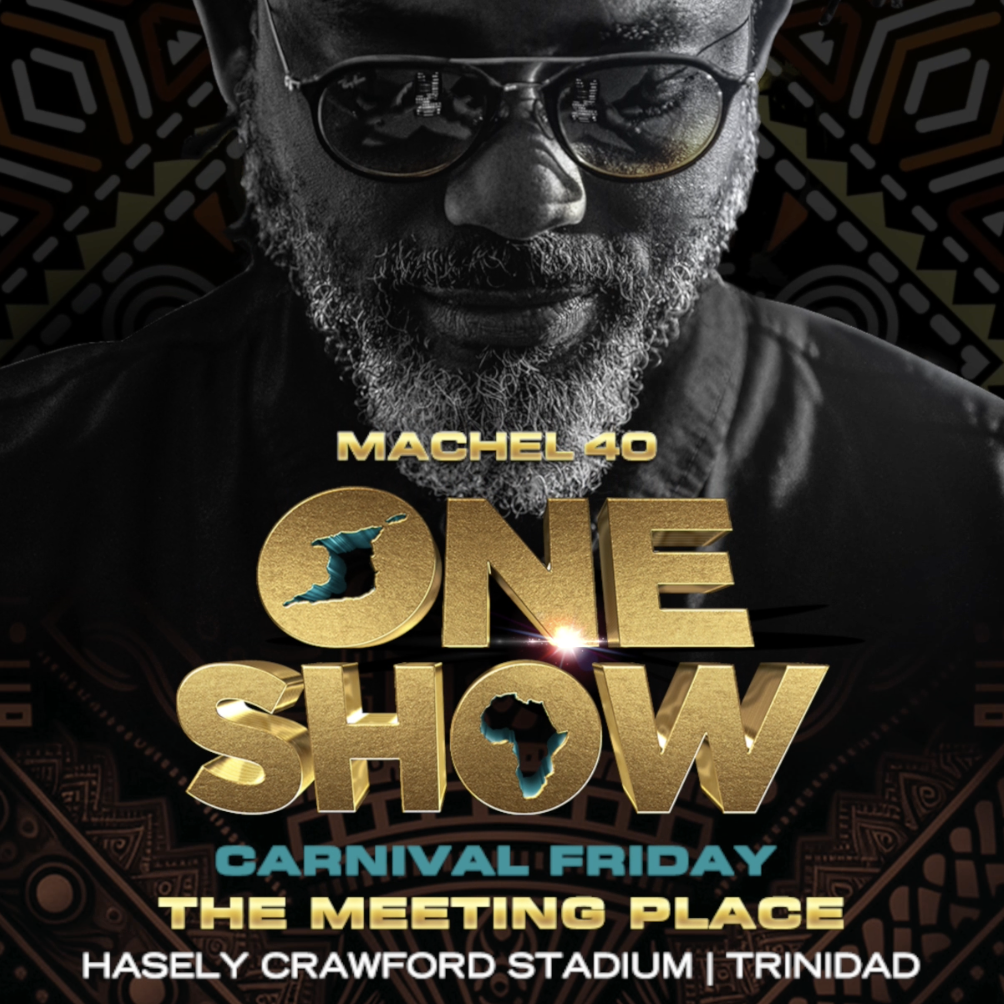 MACHEL 40
ONE
SHOW
CARNIVAL FRIDAY
THE MEETING PLACE
HASELY CRAWFORD STADIUM | TRINIDAD